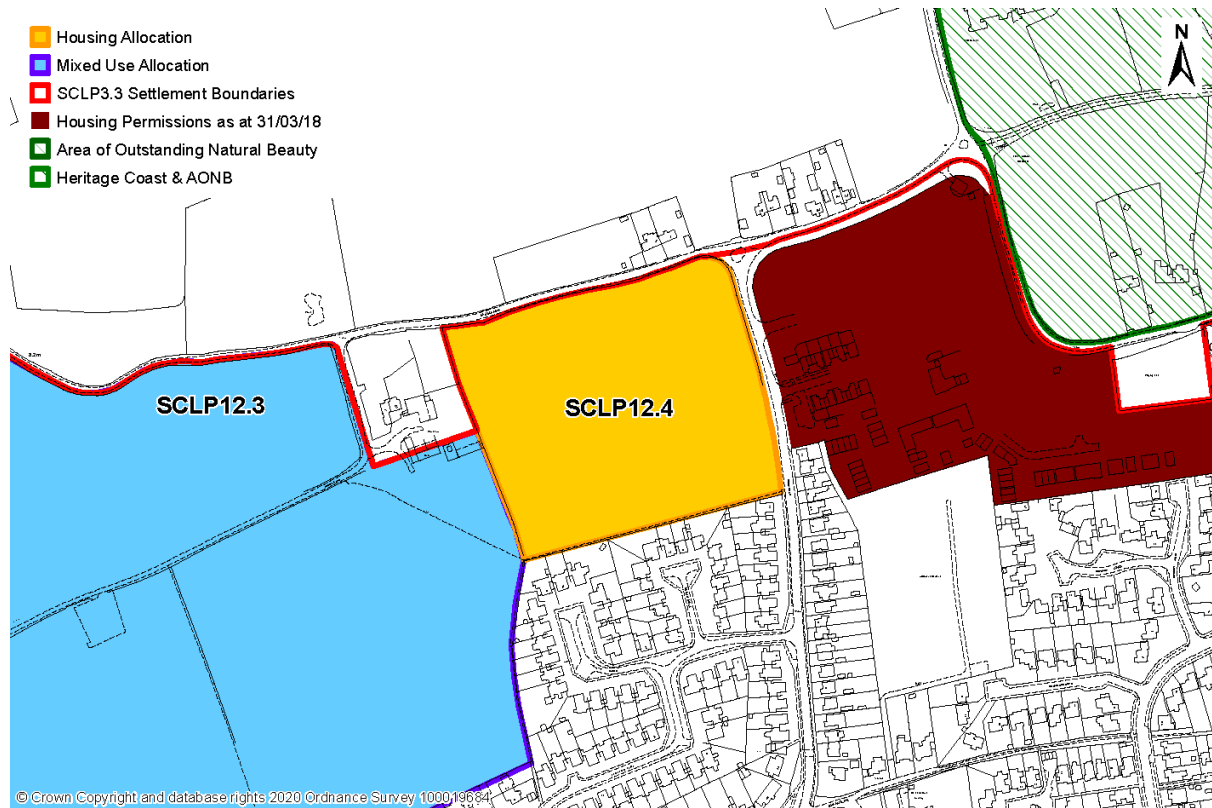 Housing Allocation
Mixed Use Allocation
SCLP3.3 Settlement Boundaries
Housing Permissions as at 31/03/18
Area of Outstanding Natural Beauty
Heritage Coast & AONB
N
SCLP12.3
SCLP12.4
© Crown Copyright and database rights 2020 Ordnance Survey 100019684